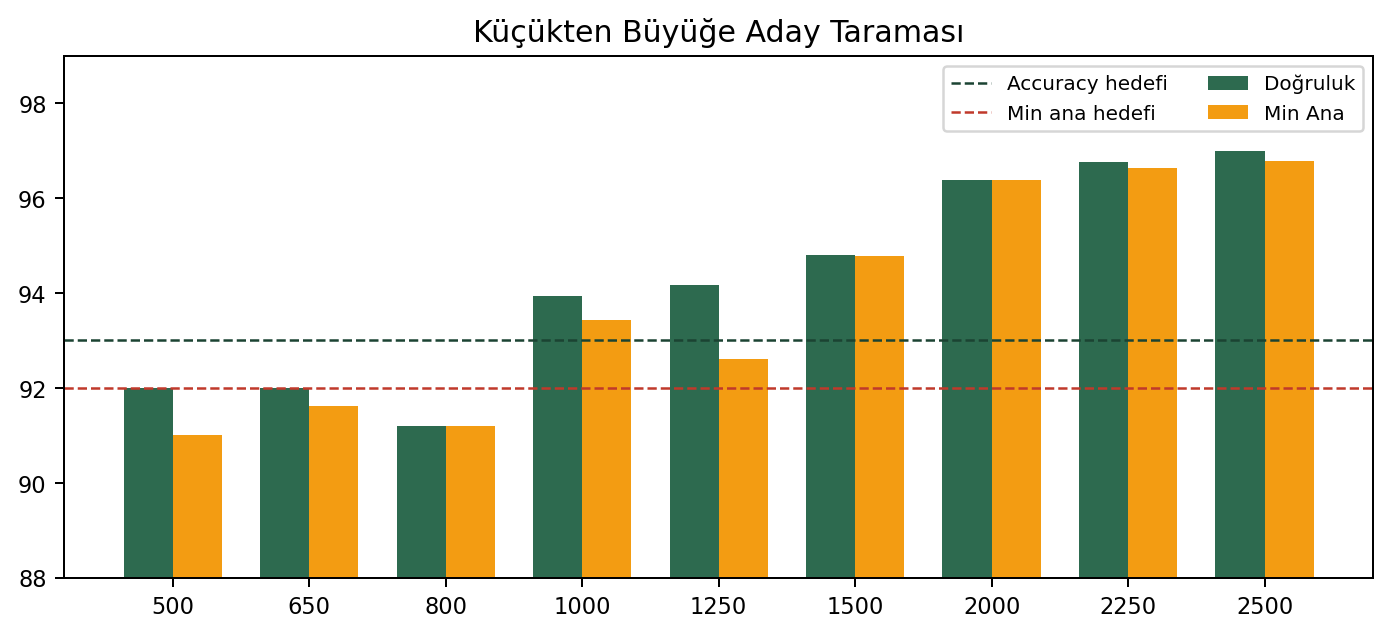 Küçükten Büyüğe Aday Taraması
Accuracy hedefi
Min ana hedefi
Doğruluk
Min Ana
98
96
94
92
90
88
500 650 800 1000 1250 1500 2000 2250 2500